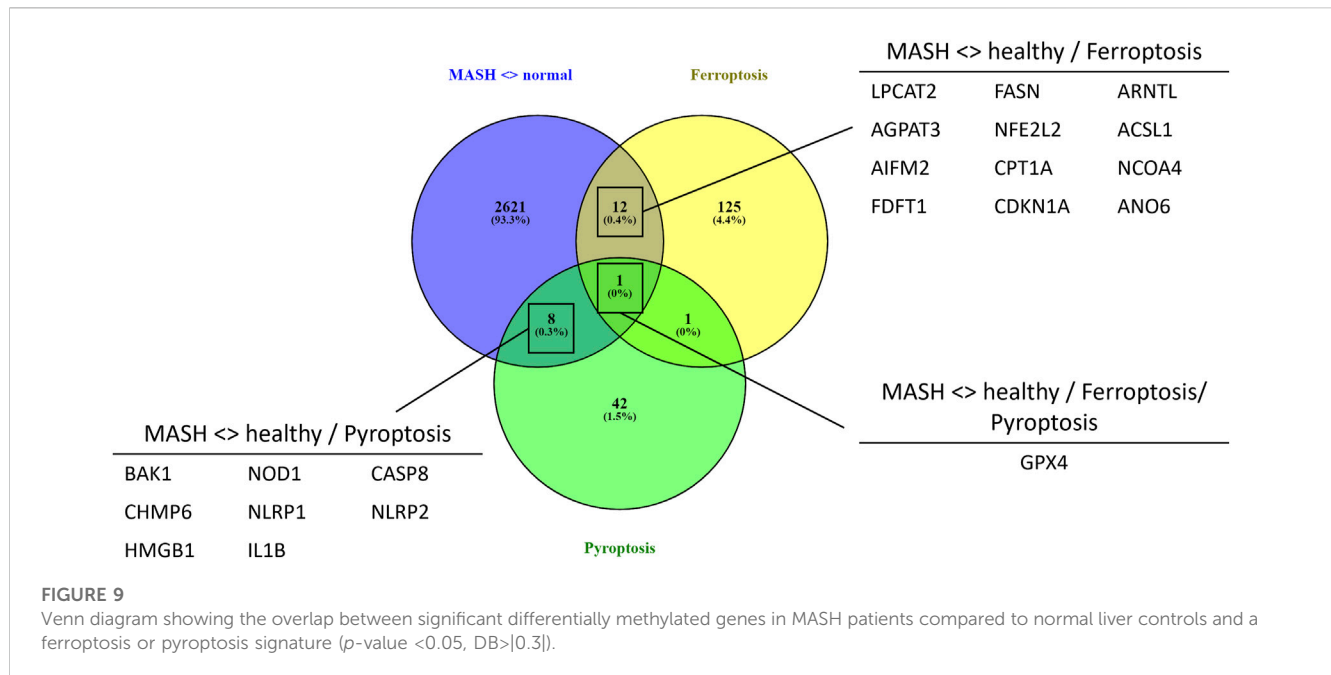 MASH <> normal
Ferroptosis
2621
(93.3%)
12
(0.4%)
125
(4.4%)
1
(0%)
8
(0.3%)
1
(0%)
42
(1.5%)
Pyroptosis
MASH <> healthy / Ferroptosis
LPCAT2 FASN ARNTL
AGPAT3 NFE2L2 ACSL1
AIFM2 CPT1A NCOA4
FDFT1 CDKN1A ANO6
MASH <> healthy / Ferroptosis/
Pyroptosis
GPX4
MASH <> healthy / Pyroptosis
BAK1 NOD1 CASP8
CHMP6 NLRP1 NLRP2
HMGB1 IL1B
FIGURE 9
Venn diagram showing the overlap between significant differentially methylated genes in MASH patients compared to normal liver controls and a
ferroptosis or pyroptosis signature (p-value <0.05, DB>|0.3|).